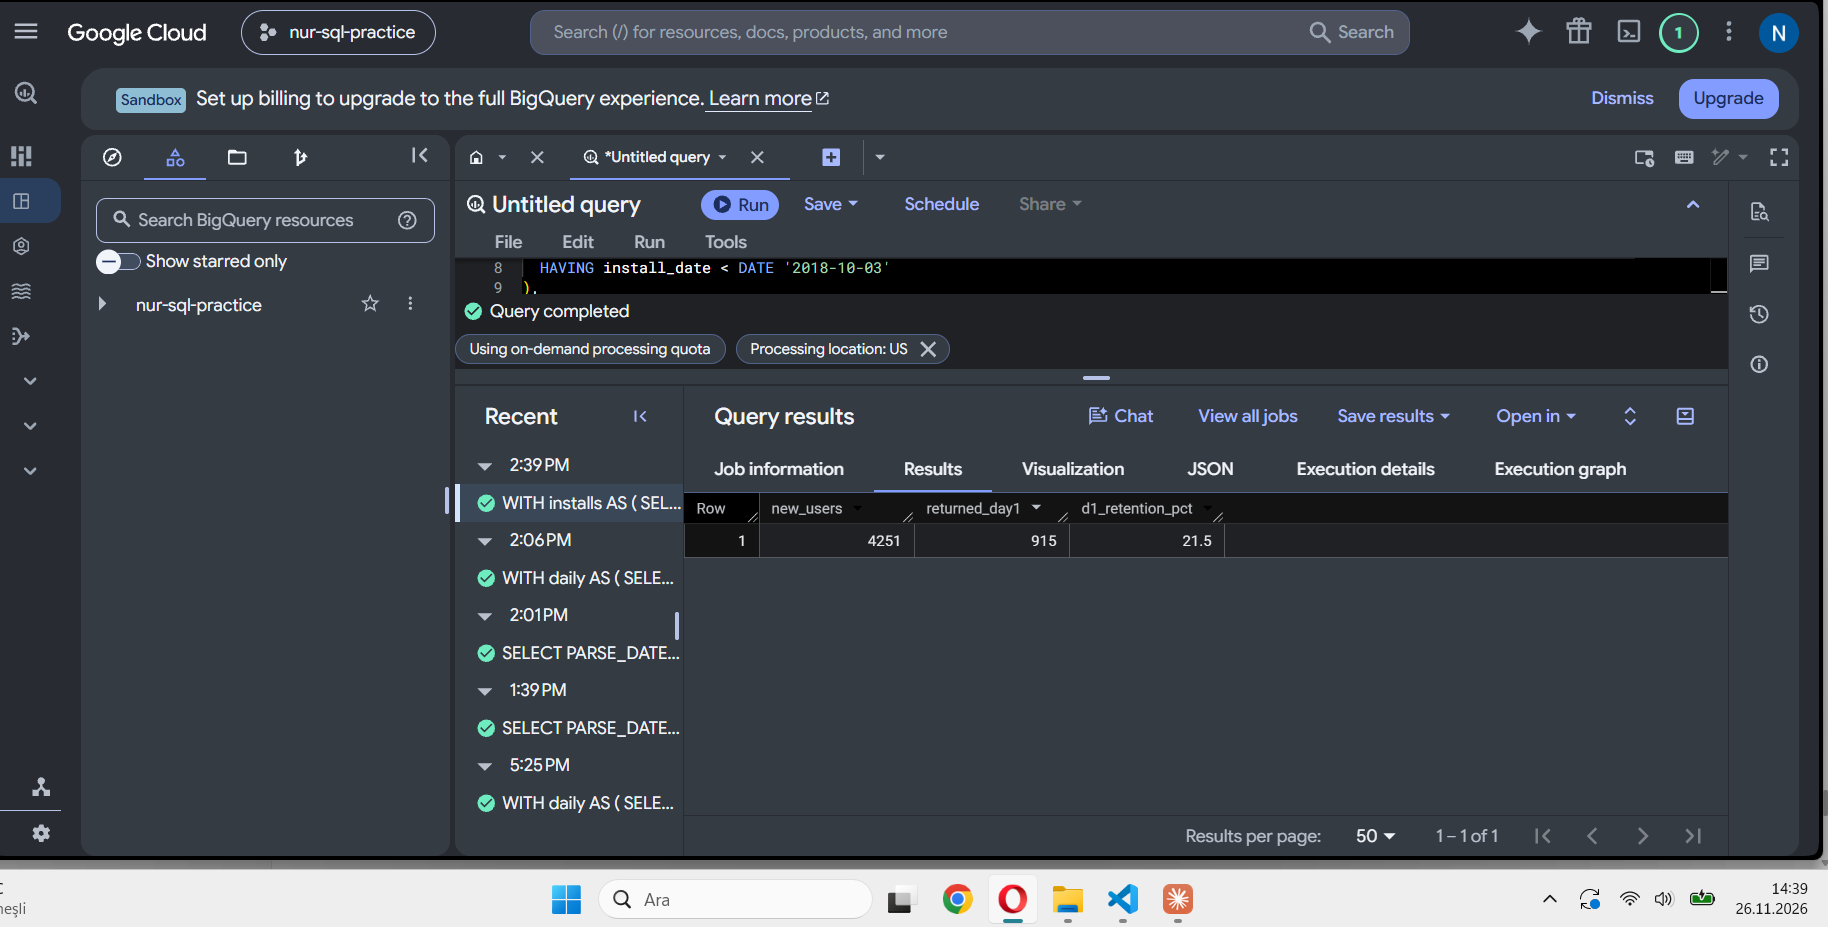 Google Cloud
nur-sql-practice
Search (/) for resources, docs, products, and more
Search
1
N
Sandbox
Set up billing to upgrade to the full BigQuery experience. Learn more
Dismiss
Upgrade
*Untitled query
Untitled query
Run
Save
Schedule
Share
File
Edit
Run
Tools
Search BigQuery resources
Show starred only
nur-sql-practice
8 HAVING install_date < DATE '2018-10-03'
9 ),
Query completed
Using on-demand processing quota
Processing location: US
Recent
2:39 PM
WITH installs AS ( SEL...
2:06 PM
WITH daily AS ( SELE...
2:01 PM
SELECT PARSE_DATE...
1:39 PM
SELECT PARSE_DATE...
5:25 PM
WITH daily AS ( SELE...
Query results
Chat
View all jobs
Save results
Open in
Job information
Results
Visualization
JSON
Execution details
Execution graph
Row new_users returned_day1 d1_retention_pct
1 4251 915 21.5
Results per page: 50 1 – 1 of 1
Ara
14:39
26.11.2026